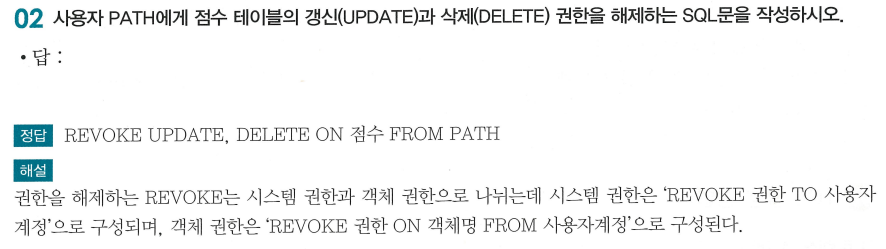 02 사용자 PATH에게 점수 테이블의 갱신(UPDATE)과 삭제(DELETE) 권한을 해제하는 SQL문을 작성하시오.
• 답 :
정답 REVOKE UPDATE, DELETE ON 점수 FROM PATH
해설
권한을 해제하는 REVOKE는 시스템 권한과 객체 권한으로 나뉘는데 시스템 권한은 ‘REVOKE 권한 TO 사용자
계정’으로 구성되며, 객체 권한은 ‘REVOKE 권한 ON 객체명 FROM 사용자계정’으로 구성된다.